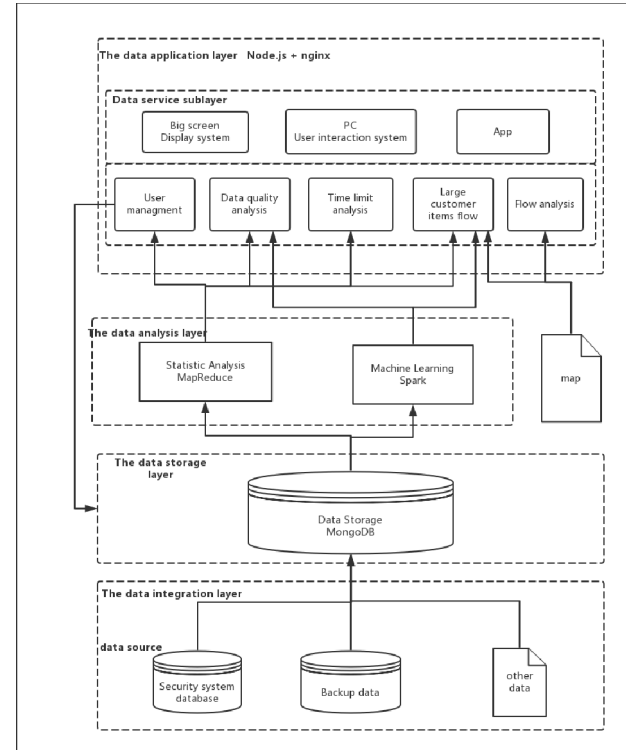 The data application layer Node.js + nginx
Data service sublayer
Big screen
Display system
PC
User interaction system
App
User
managment
Data quality
analysis
Time limit
analysis
Large
customer
items flow
Flow analysis
The data analysis layer
Statistic Analysis
MapReduce
Machine Learning
Spark
map
The data storage
layer
Data Storage
MongoDB
The data integration layer
data source
Security system
database
Backup data
other
data